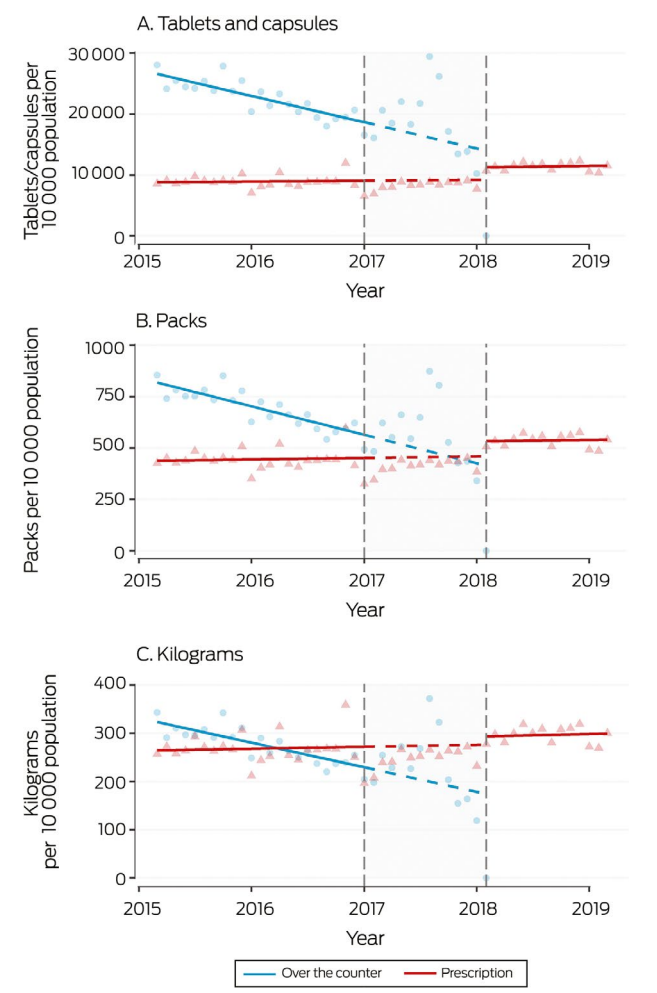 A. Tablets and capsules
Tablets/capsules per
10 000 population
30 000
20 000
10 000
0
2015 2016 2017 2018 2019
Year
B. Packs
Packs per 10 000 population
1000
750
500
250
0
2015 2016 2017 2018 2019
Year
C. Kilograms
Kilograms
per 10 000 population
400
300
200
100
0
2015 2016 2017 2018 2019
Year
Over the counter Prescription